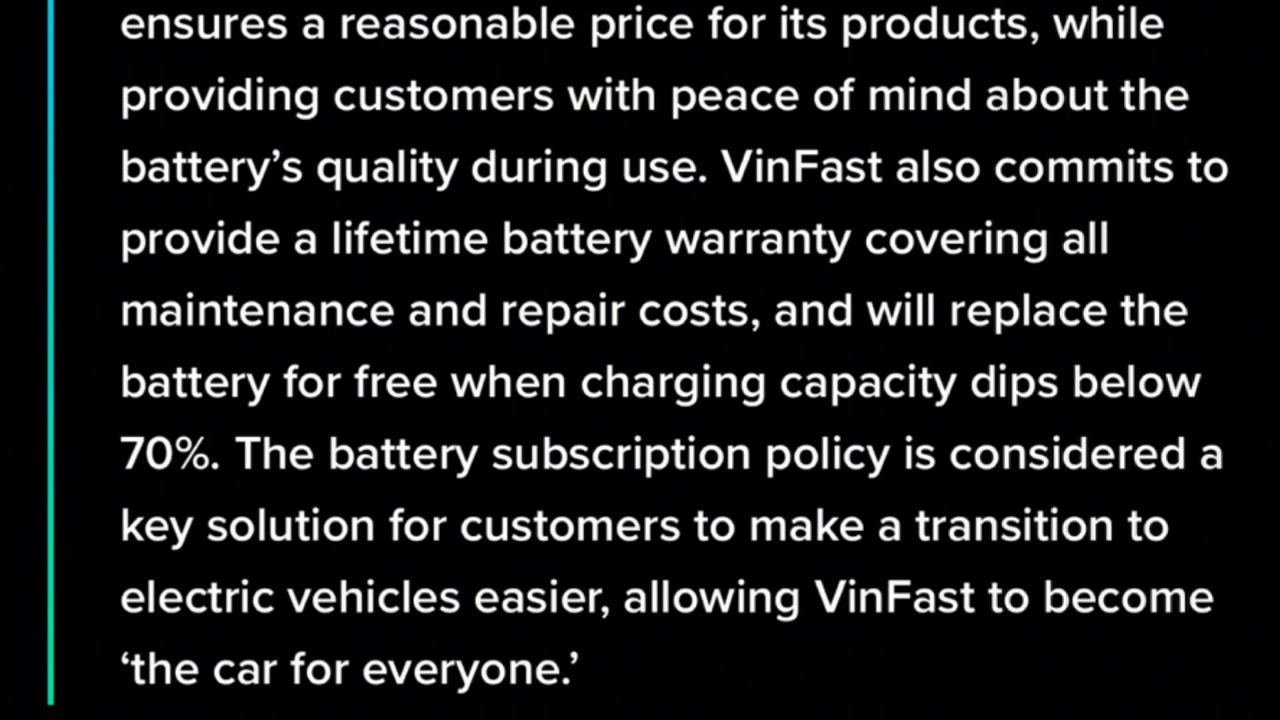 ensures a reasonable price for its products, while
providing customers with peace of mind about the
battery’s quality during use. VinFast also commits to
provide a lifetime battery warranty covering all
maintenance and repair costs, and will replace the
battery for free when charging capacity dips below
70%. The battery subscription policy is considered a
key solution for customers to make a transition to
electric vehicles easier, allowing VinFast to become
‘the car for everyone.’